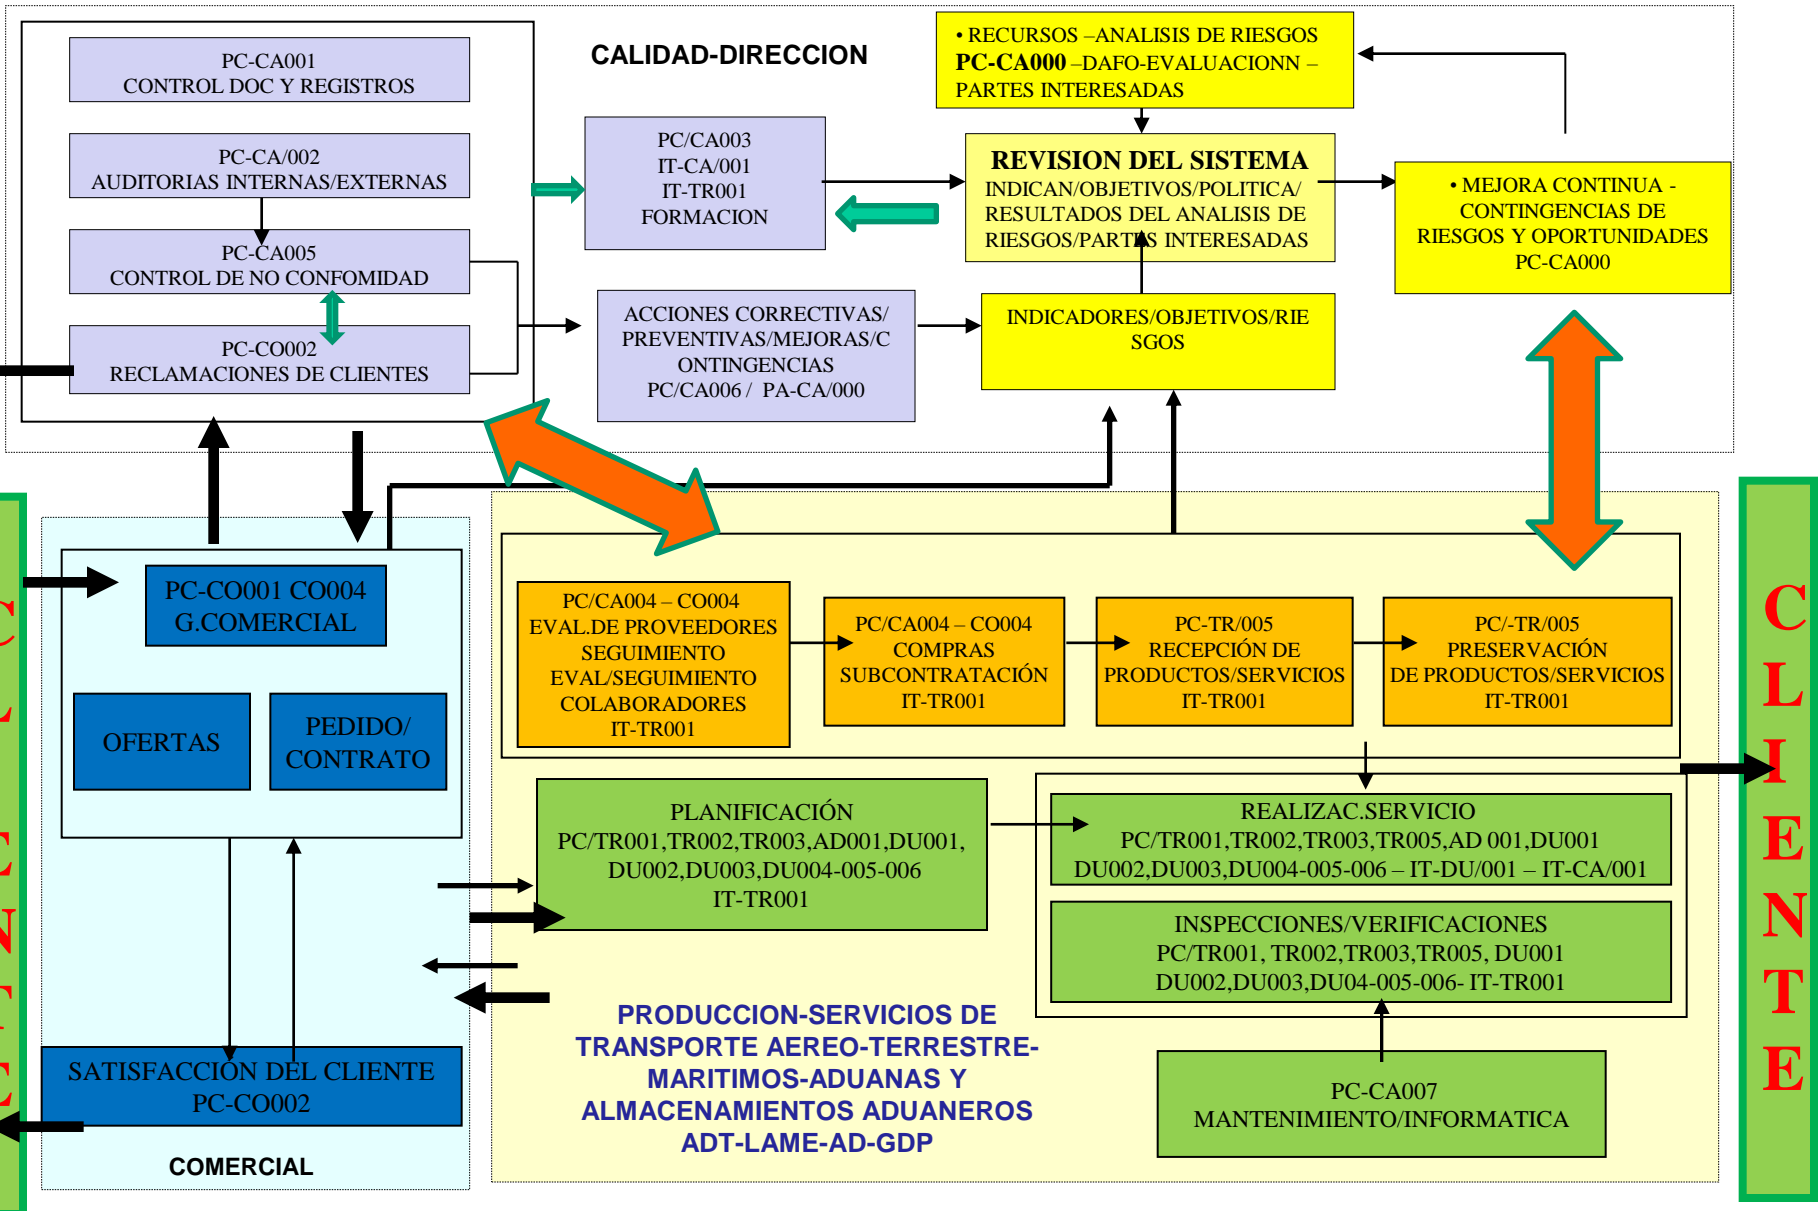 CALIDAD-DIRECCION
PC-CA001
CONTROL DOC Y REGISTROS
PC-CA/002
AUDITORIAS INTERNAS/EXTERNAS
PC-CA005
CONTROL DE NO CONFOMIDAD
PC-CO002
RECLAMACIONES DE CLIENTES
PC/CA003
IT-CA/001
IT-TR001
FORMACION
ACCIONES CORRECTIVAS/
PREVENTIVAS/MEJORAS/C
ONTINGENCIAS
PC/CA006 / PA-CA/000
• RECURSOS –ANALISIS DE RIESGOS
PC-CA000 –DAFO-EVALUACIONN –
PARTES INTERESADAS
REVISION DEL SISTEMA
INDICAN/OBJETIVOS/POLITICA/
RESULTADOS DEL ANALISIS DE
RIESGOS/PARTES INTERESADAS
INDICADORES/OBJETIVOS/RIE
SGOS
• MEJORA CONTINUA -
CONTINGENCIAS DE
RIESGOS Y OPORTUNIDADES
PC-CA000
C
L
I
E
N
T
E
PC-CO001 CO004
G.COMERCIAL
OFERTAS
PEDIDO/
CONTRATO
SATISFACCIÓN DEL CLIENTE
PC-CO002
COMERCIAL
PC/CA004 – CO004
EVAL.DE PROVEEDORES
SEGUIMIENTO
EVAL/SEGUIMIENTO
COLABORADORES
IT-TR001
PC/CA004 – CO004
COMPRAS
SUBCONTRATACIÓN
IT-TR001
PC-TR/005
RECEPCIÓN DE
PRODUCTOS/SERVICIOS
IT-TR001
PC/-TR/005
PRESERVACIÓN
DE PRODUCTOS/SERVICIOS
IT-TR001
PLANIFICACIÓN
PC/TR001,TR002,TR003,AD001,DU001,
DU002,DU003,DU004-005-006
IT-TR001
REALIZAC.SERVICIO
PC/TR001,TR002,TR003,TR005,AD 001,DU001
DU002,DU003,DU004-005-006 – IT-DU/001 – IT-CA/001
INSPECCIONES/VERIFICACIONES
PC/TR001, TR002,TR003,TR005, DU001
DU002,DU003,DU04-005-006- IT-TR001
PC-CA007
MANTENIMIENTO/INFORMATICA
PRODUCCION-SERVICIOS DE
TRANSPORTE AEREO-TERRESTRE-
MARITIMOS-ADUANAS Y
ALMACENAMIENTOS ADUANEROS
ADT-LAME-AD-GDP
C
L
I
E
N
T
E